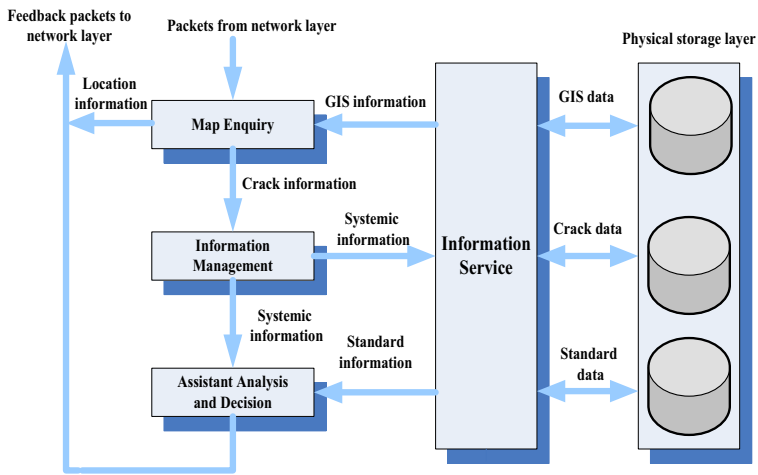 Feedback packets to
network layer
Packets from network layer
Physical storage layer
Location
information
GIS information
GIS data
Map Enquiry
Crack information
Systemic
information
Crack data
Information
Management
Information
Service
Systemic
information
Standard
information
Standard
data
Assistant Analysis
and Decision